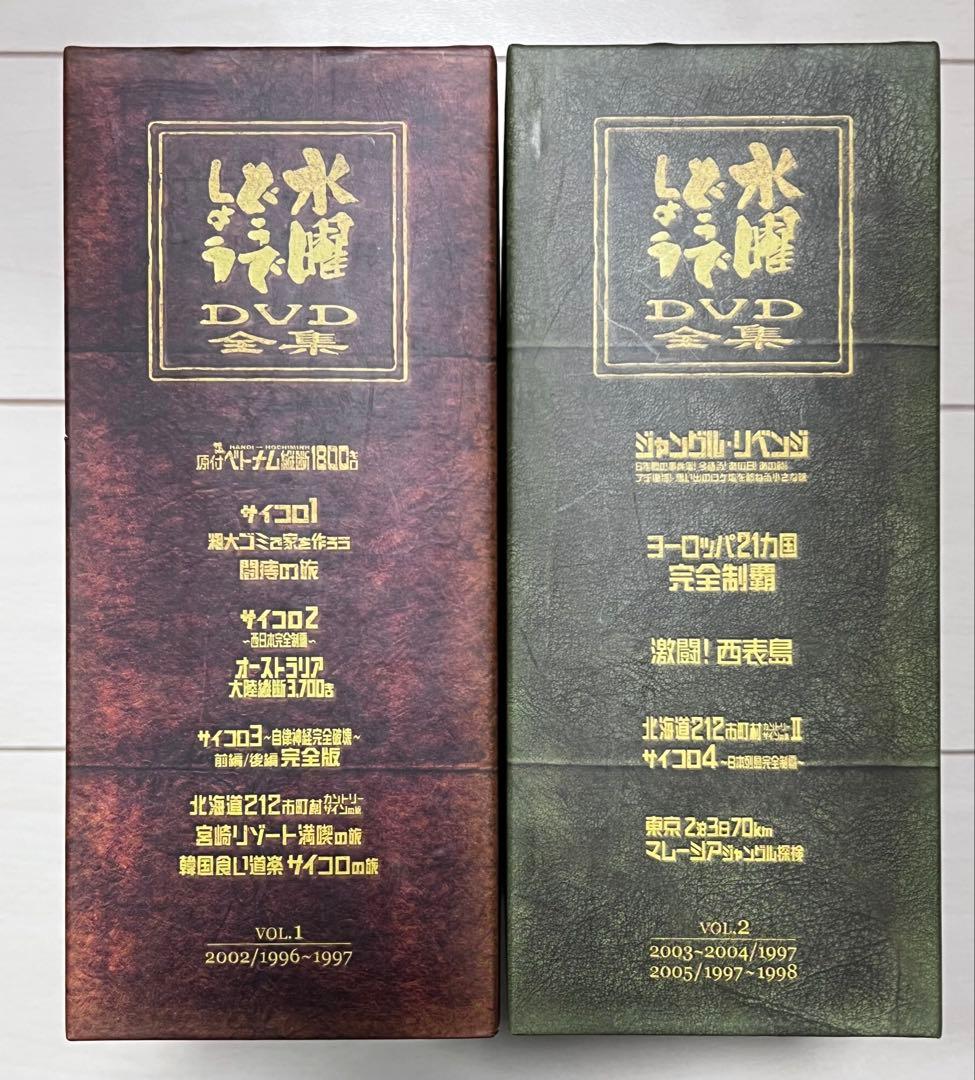 水曜
どうで
しょう
DVD
全集
HANOI — HOCHIMINH
原付ベトナム縦断1800キロ
サイコロ1
粗大ゴミで家を作ろう
闘痔の旅
サイコロ2
～西日本完全制覇～
オーストラリア
大陸縦断3,700キロ
サイコロ3～自律神経完全破壊～
前編/後編 完全版
北海道212市町村カントリーサインの旅
宮崎リゾート満喫の旅
韓国食い道楽サイコロの旅
VOL.1
2002/1996~1997
水曜
どうで
しょう
DVD
全集
ジャングル・リベンジ
ヨーロッパ21カ国
完全制覇
激闘！西表島
北海道212市町村カントリーサインの旅II
サイコロ4～日本列島完全制覇～
東京2泊3日70km
マレーシアジャングル探検
VOL.2
2003~2004/1997
2005/1997~1998